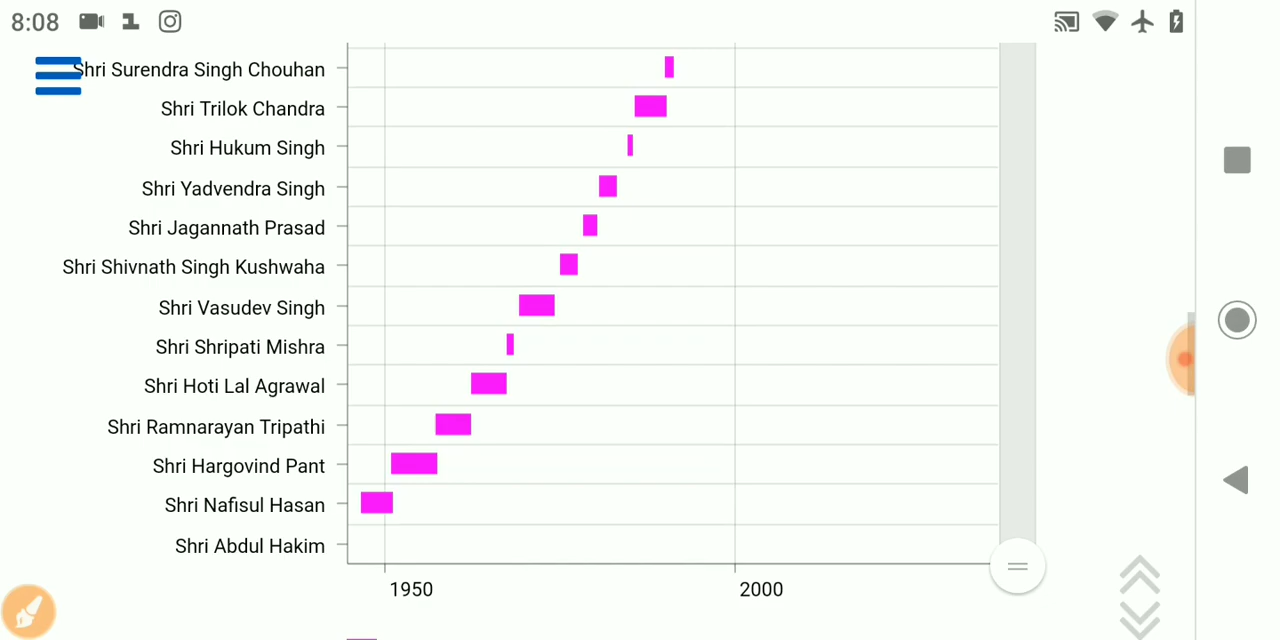 8:08
Shri Surendra Singh Chouhan
Shri Trilok Chandra
Shri Hukum Singh
Shri Yadvendra Singh
Shri Jagannath Prasad
Shri Shivnath Singh Kushwaha
Shri Vasudev Singh
Shri Shripati Mishra
Shri Hoti Lal Agrawal
Shri Ramnarayan Tripathi
Shri Hargovind Pant
Shri Nafisul Hasan
Shri Abdul Hakim
1950 2000